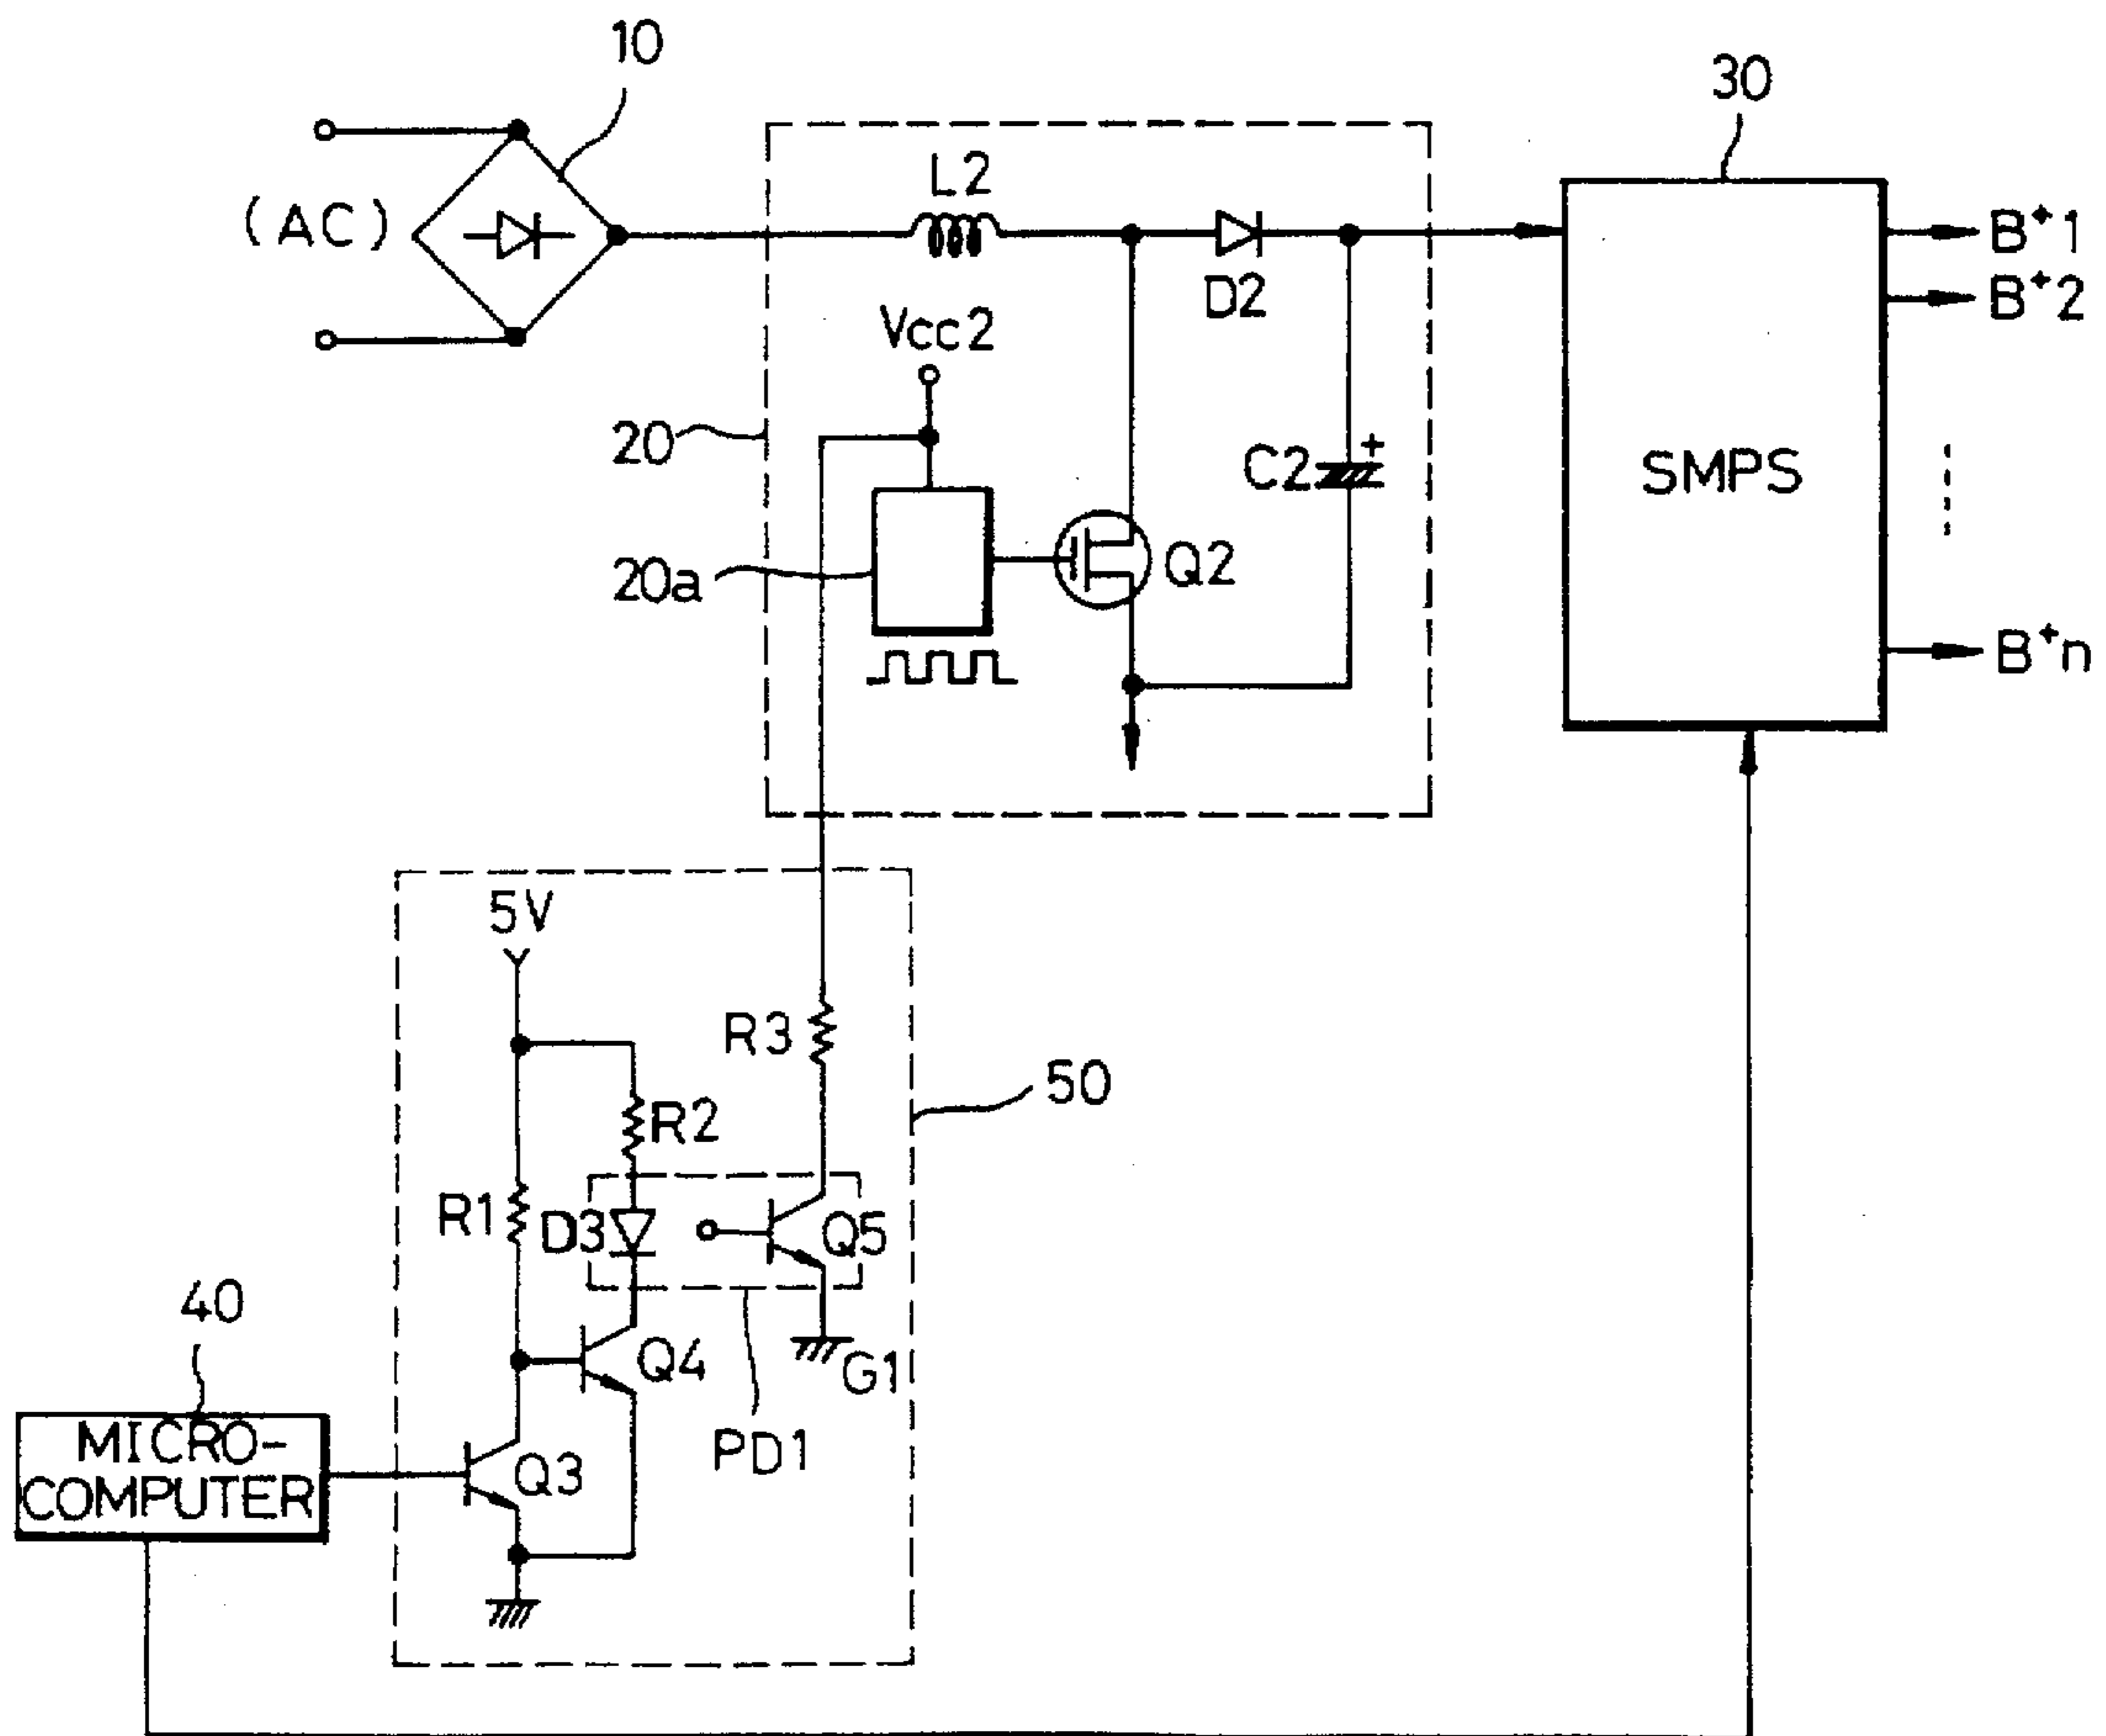 10
30
(AC)
L2
B+1
B+2
D2
Vcc2
20
C2
+
SMPS
20a
Q2
B+n
5V
R3
50
R2
R1
D3
Q5
40
Q4
G1
MICRO-
COMPUTER
Q3
PD1